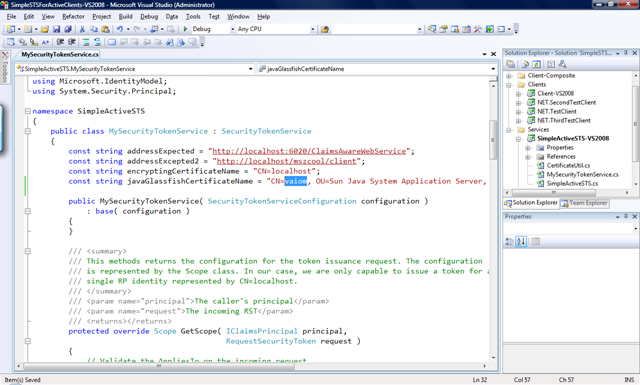 SimpleSTSForActiveClients-VS2008 - Microsoft Visual Studio (Administrator)
File Edit View Refactor Project Build Debug Data Tools Test Window Help
Debug Any CPU
Toolbox
MySecurityTokenService.cs
SimpleActiveSTS.MySecurityTokenService javaGlassfishCertificateName
using Microsoft.IdentityModel;
using System.Security.Principal;
namespace SimpleActiveSTS
{
public class MySecurityTokenService : SecurityTokenService
{
const string addressExpected = "http://localhost:6020/ClaimsAwareWebService";
const string addressExcepted2 = "http://localhost/mszcool/client";
const string encryptingCertificateName = "CN=localhost";
const string javaGlassfishCertificateName = "CN=vaiom, OU=Sun Java System Application Server,
public MySecurityTokenService( SecurityTokenServiceConfiguration configuration )
: base( configuration )
{
}
/// <summary>
/// This methods returns the configuration for the token issuance request. The configuration
/// is represented by the Scope class. In our case, we are only capable to issue a token for a
/// single RP identity represented by CN=localhost.
/// </summary>
/// <param name="principal">The caller's principal</param>
/// <param name="request">The incoming RST</param>
/// <returns></returns>
protected override Scope GetScope( IClaimsPrincipal principal,
RequestSecurityToken request )
{
// Validate the AppliesTo on the incoming request
Solution Explorer - Solution 'SimpleSTS...
Client-Composite
Clients
Client-VS2008
NET.SecondTestClient
NET.TestClient
NET.ThirdTestClient
Services
SimpleActiveSTS-VS2008
Properties
References
CertificateUtil.cs
MySecurityTokenService.cs
SimpleActiveSTS.cs
Solution Explorer Team Explorer
Properties
Item(s) Saved Ln 32 Col 57 Ch 57 INS